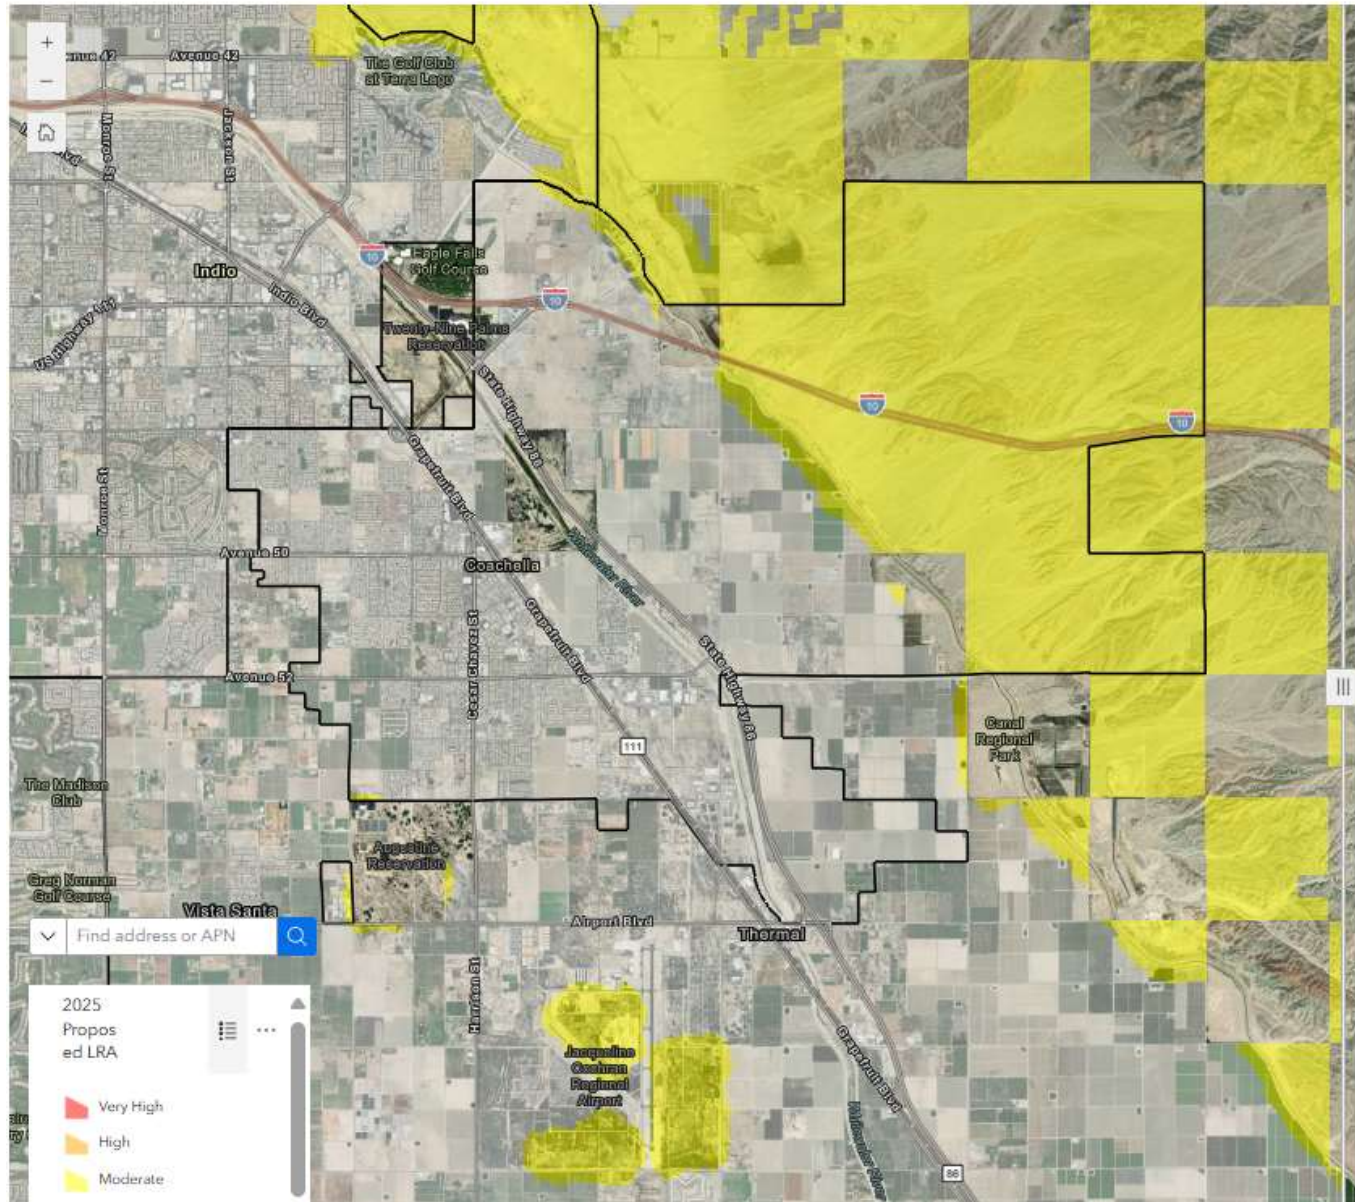 +
Avenue 42
The Golf Club
at Terra Lago
−
Monroe St
Jackson St
Blvd
Indio
Eagle Falls
Golf Course
10
10
Indio Blvd
US Highway 111
Twenty-Nine Palms
Reservation
State Highway 86
10
10
Grapefruit Blvd
Monroe St
Avenue 50
Coachella
Whitewater River
Grapefruit Blvd
Cesar Chavez St
State Highway 86
Avenue 52
111
Canal
Regional
Park
The Madison
Club
Augustine
Reservation
Greg Norman
Golf Course
Vista Santa
Airport Blvd
Thermal
Find address or APN
Harrison St
2025
Propos
ed LRA
Jacqueline
Cochran
Regional
Airport
Grapefruit Blvd
Whitewater River
Very High
High
Moderate
86